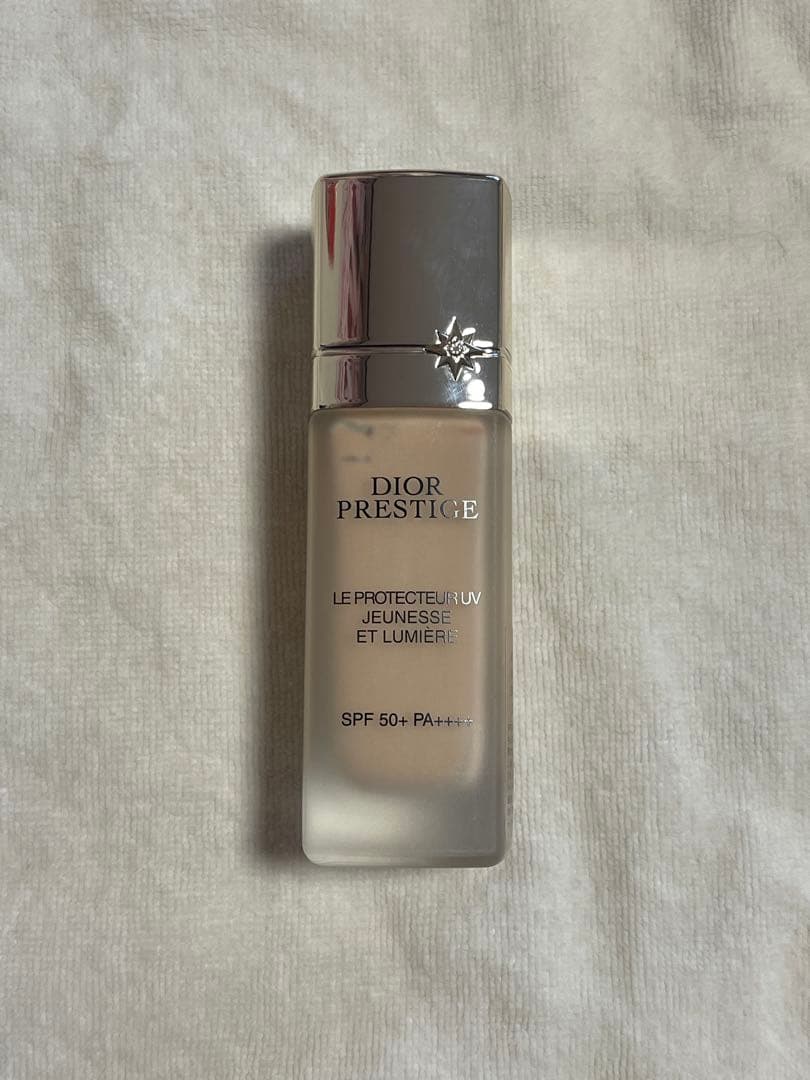 DIOR
PRESTIGE
LE PROTECTEUR UV
JEUNESSE
ET LUMIÈRE
SPF 50+ PA++++